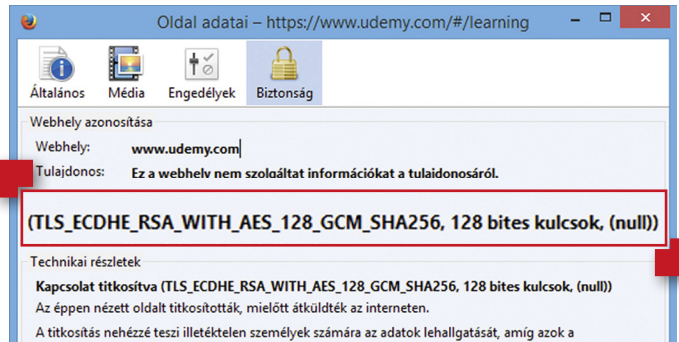 Oldal adatai – https://www.udemy.com/#/learning
Általános Média Engedélyek Biztonság
Webhely azonosítása
Webhely: www.udemy.com
Tulajdonos: Ez a webhely nem szolgáltat információkat a tulajdonosáról.
(TLS_ECDHE_RSA_WITH_AES_128_GCM_SHA256, 128 bites kulcsok, (null))
Technikai részletek
Kapcsolat titkosítva (TLS_ECDHE_RSA_WITH_AES_128_GCM_SHA256, 128 bites kulcsok, (null))
Az éppen nézett oldalt titkosították, mielőtt átküldték az interneten.
A titkosítás nehézzé teszi illetéktelen személyek számára az adatok lehallgatását, amíg azok a